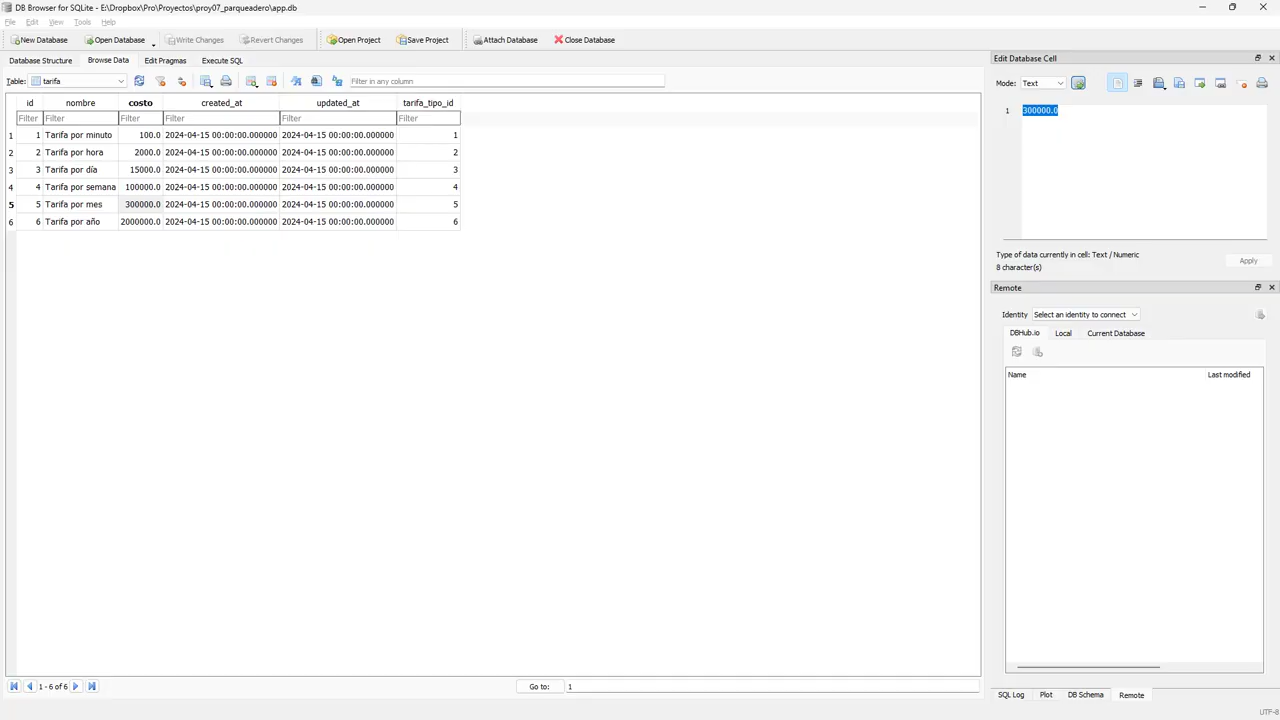 DB Browser for SQLite - E:\Dropbox\Pro\Proyectos\proy07_parqueadero\app.db
File Edit View Tools Help
New Database Open Database Write Changes Revert Changes Open Project Save Project Attach Database Close Database
Database Structure Browse Data Edit Pragmas Execute SQL
Table: tarifa Filter in any column
id nombre costo created_at updated_at tarifa_tipo_id
Filter Filter Filter Filter Filter Filter
1 1 Tarifa por minuto 100.0 2024-04-15 00:00:00.000000 2024-04-15 00:00:00.000000 1
2 2 Tarifa por hora 2000.0 2024-04-15 00:00:00.000000 2024-04-15 00:00:00.000000 2
3 3 Tarifa por día 15000.0 2024-04-15 00:00:00.000000 2024-04-15 00:00:00.000000 3
4 4 Tarifa por semana 100000.0 2024-04-15 00:00:00.000000 2024-04-15 00:00:00.000000 4
5 5 Tarifa por mes 300000.0 2024-04-15 00:00:00.000000 2024-04-15 00:00:00.000000 5
6 6 Tarifa por año 2000000.0 2024-04-15 00:00:00.000000 2024-04-15 00:00:00.000000 6
1 - 6 of 6 Go to: 1
Edit Database Cell
Mode: Text
1 300000.0
Type of data currently in cell: Text / Numeric
8 character(s)
Apply
Remote
Identity Select an identity to connect
DBHub.io Local Current Database
Name Last modified
SQL Log Plot DB Schema Remote
UTF-8